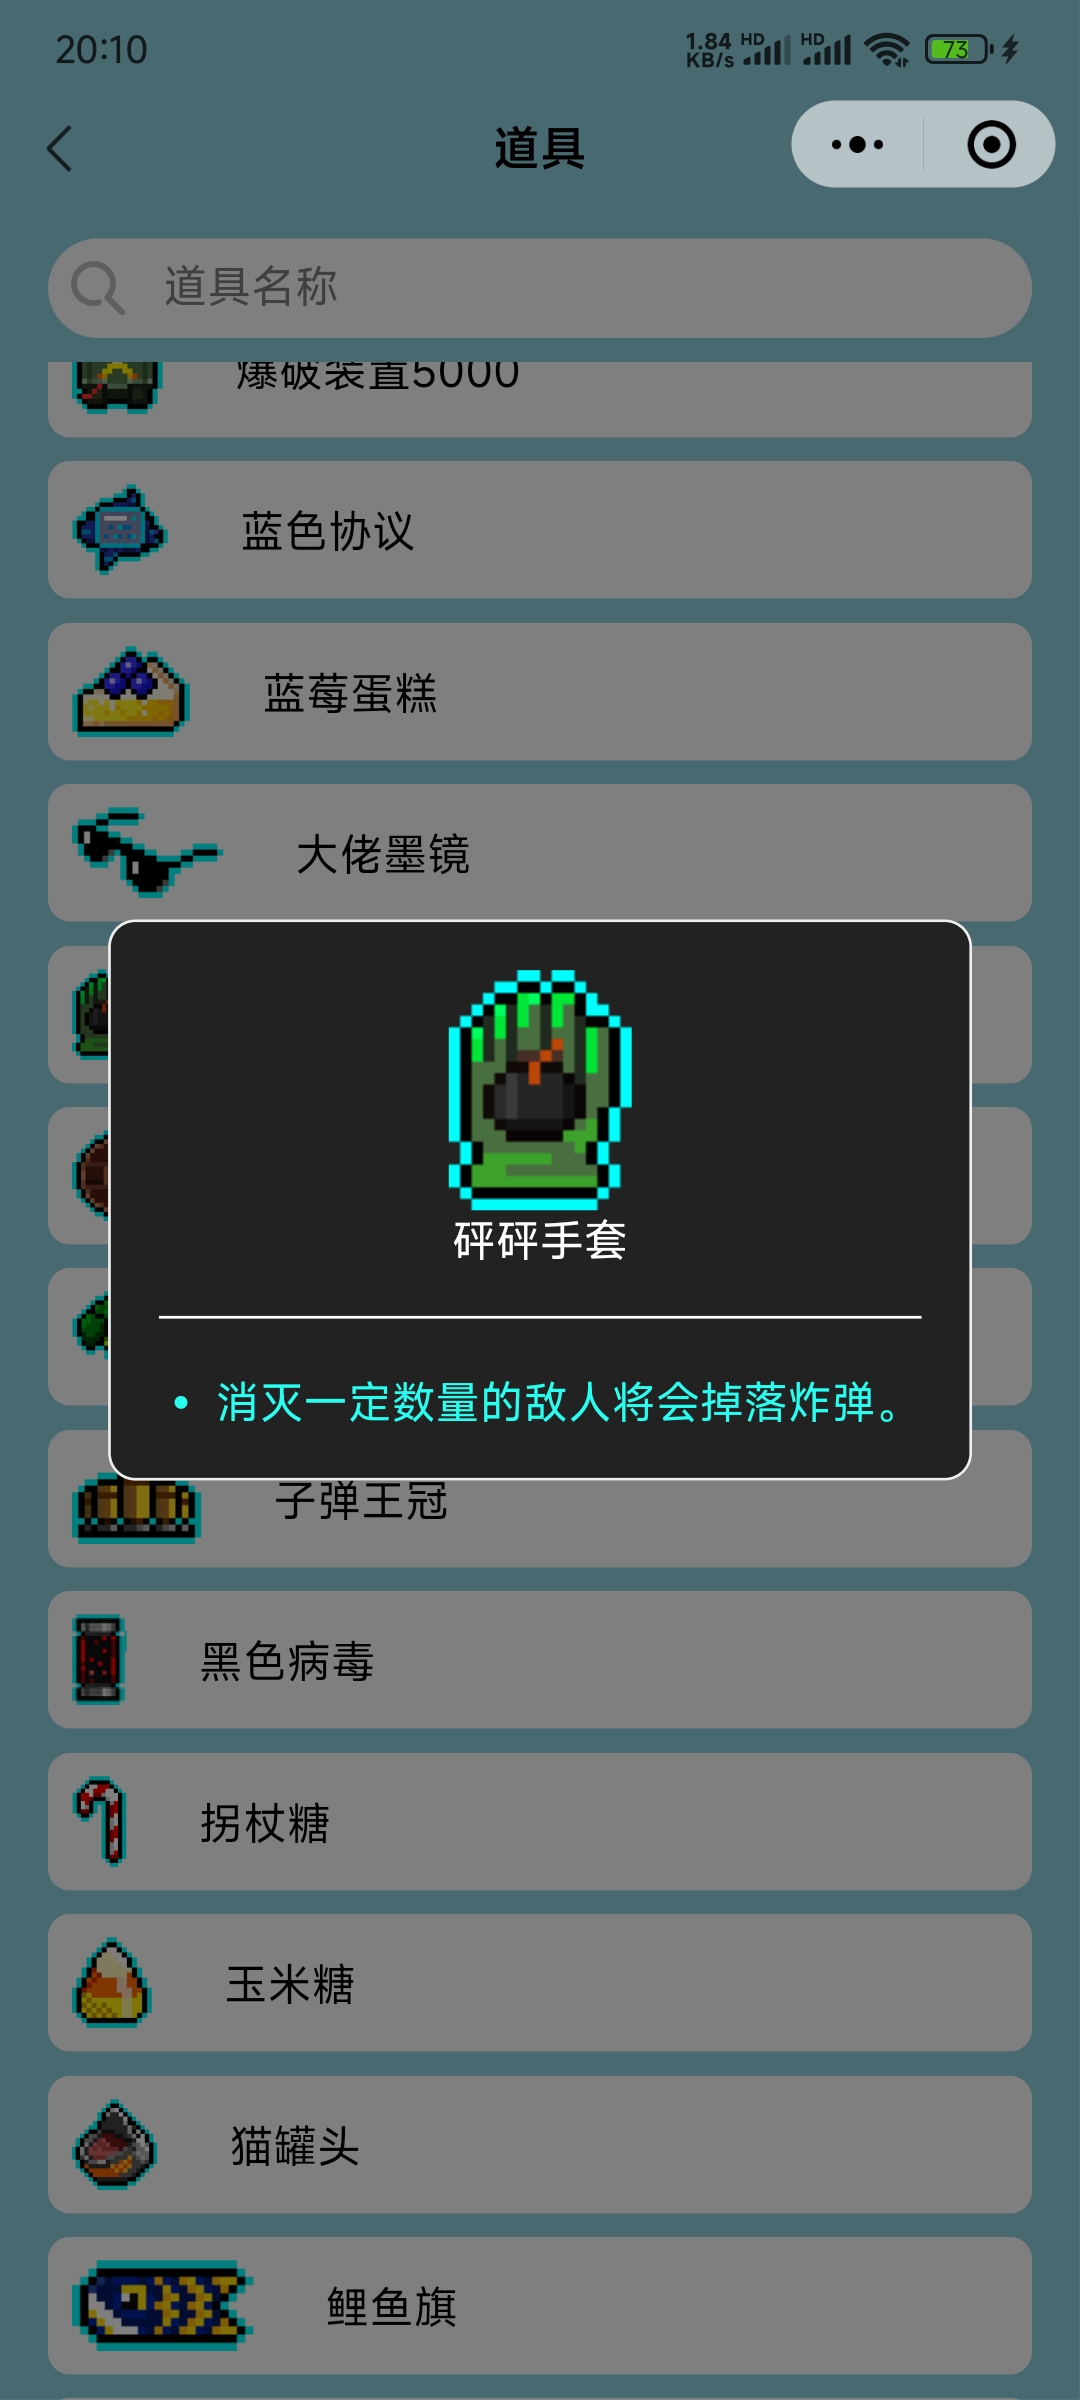 20:10
1.84 KB/s HD HD 73
道具
道具名称
爆破装置5000
蓝色协议
蓝莓蛋糕
大佬墨镜
砰砰手套
• 消灭一定数量的敌人将会掉落炸弹。
子弹王冠
黑色病毒
拐杖糖
玉米糖
猫罐头
鲤鱼旗